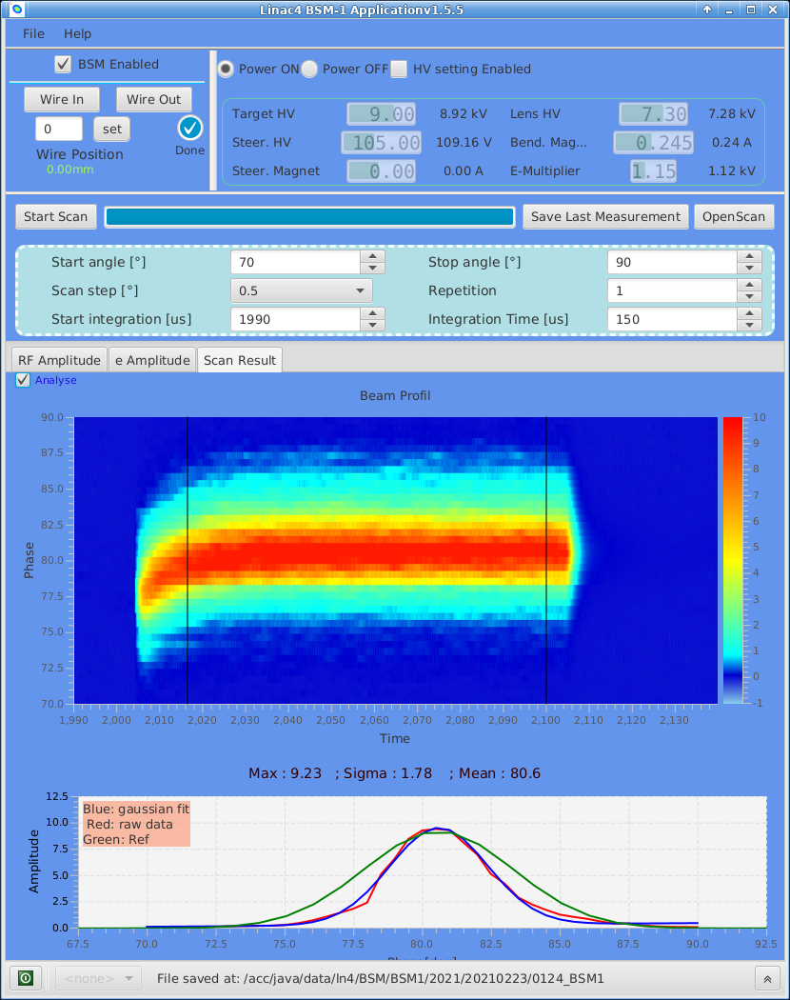 Linac4 BSM-1 Applicationv1.5.5
File Help
BSM Enabled
Power ON Power OFF HV setting Enabled
Wire In Wire Out
0 set
Done
Wire Position
0.00mm
Target HV 9.00 8.92 kV Lens HV 7.30 7.28 kV
Steer. HV 105.00 109.16 V Bend. Mag... 0.245 0.24 A
Steer. Magnet 0.00 0.00 A E-Multiplier 1.15 1.12 kV
Start Scan Save Last Measurement OpenScan
Start angle [°] 70 Stop angle [°] 90
Scan step [°] 0.5 Repetition 1
Start integration [us] 1990 Integration Time [us] 150
RF Amplitude e Amplitude Scan Result
Analyse
Beam Profil
Phase
90.0
87.5
85.0
82.5
80.0
77.5
75.0
72.5
70.0
10
9
8
7
6
5
4
3
2
1
0
-1
1,990 2,000 2,010 2,020 2,030 2,040 2,050 2,060 2,070 2,080 2,090 2,100 2,110 2,120 2,130
Time
Max : 9.23 ; Sigma : 1.78 ; Mean : 80.6
Amplitude
12.5
10.0
7.5
5.0
2.5
0.0
Blue: gaussian fit
Red: raw data
Green: Ref
67.5 70.0 72.5 75.0 77.5 80.0 82.5 85.0 87.5 90.0 92.5
<none> File saved at: /acc/java/data/ln4/BSM/BSM1/2021/20210223/0124_BSM1